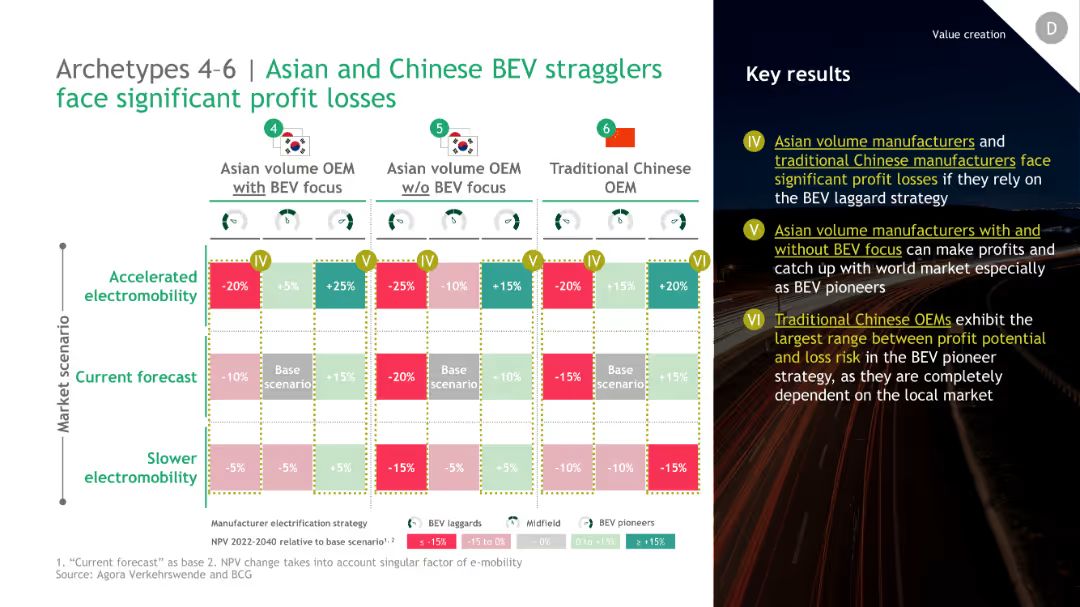 Value creation
D
Archetypes 4–6 | Asian and Chinese BEV stragglers
face significant profit losses
4
5
6
Asian volume OEM
with BEV focus
Asian volume OEM
w/o BEV focus
Traditional Chinese
OEM
Market scenario
IV
V
IV
V
IV
VI
Accelerated
electromobility
-20%
+5%
+25%
-25%
-10%
+15%
-20%
+15%
+20%
Current forecast
-10%
Base
scenario
+15%
-20%
Base
scenario
+10%
-15%
Base
scenario
+15%
Slower
electromobility
-5%
-5%
+5%
-15%
-5%
+5%
-10%
-10%
-15%
Manufacturer electrification strategy
BEV laggards
Midfield
BEV pioneers
NPV 2022–2040 relative to base scenario1, 2
≤ -15%
-15 to 0%
0%
0 to +15%
≥ +15%
1. “Current forecast” as base 2. NPV change takes into account singular factor of e-mobility
Source: Agora Verkehrswende and BCG
Key results
IV
Asian volume manufacturers and
traditional Chinese manufacturers face
significant profit losses if they rely on
the BEV laggard strategy
V
Asian volume manufacturers with and
without BEV focus can make profits and
catch up with world market especially
as BEV pioneers
VI
Traditional Chinese OEMs exhibit the
largest range between profit potential
and loss risk in the BEV pioneer
strategy, as they are completely
dependent on the local market